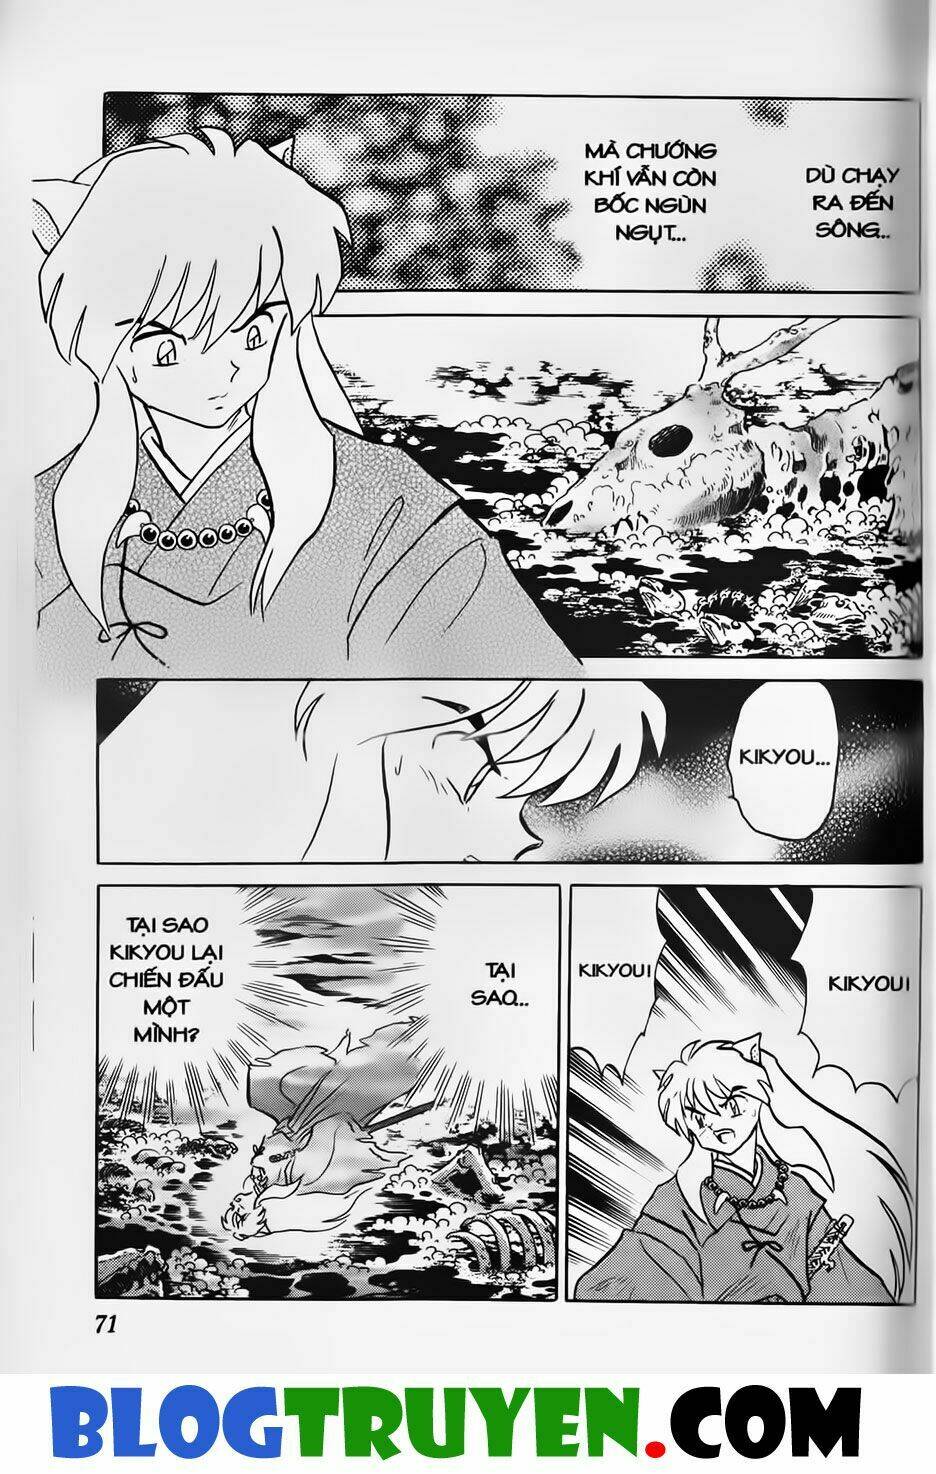 DÙ CHẠY
RA ĐẾN
SÔNG...
MÀ CHƯỚNG
KHÍ VẪN CÒN
BỐC NGÙN
NGỤT...
KIKYOU...
KIKYOU!
KIKYOU!
TẠI
SAO...
TẠI SAO
KIKYOU LẠI
CHIẾN ĐẤU
MỘT
MÌNH?
71
BLOGTRUYEN.COM